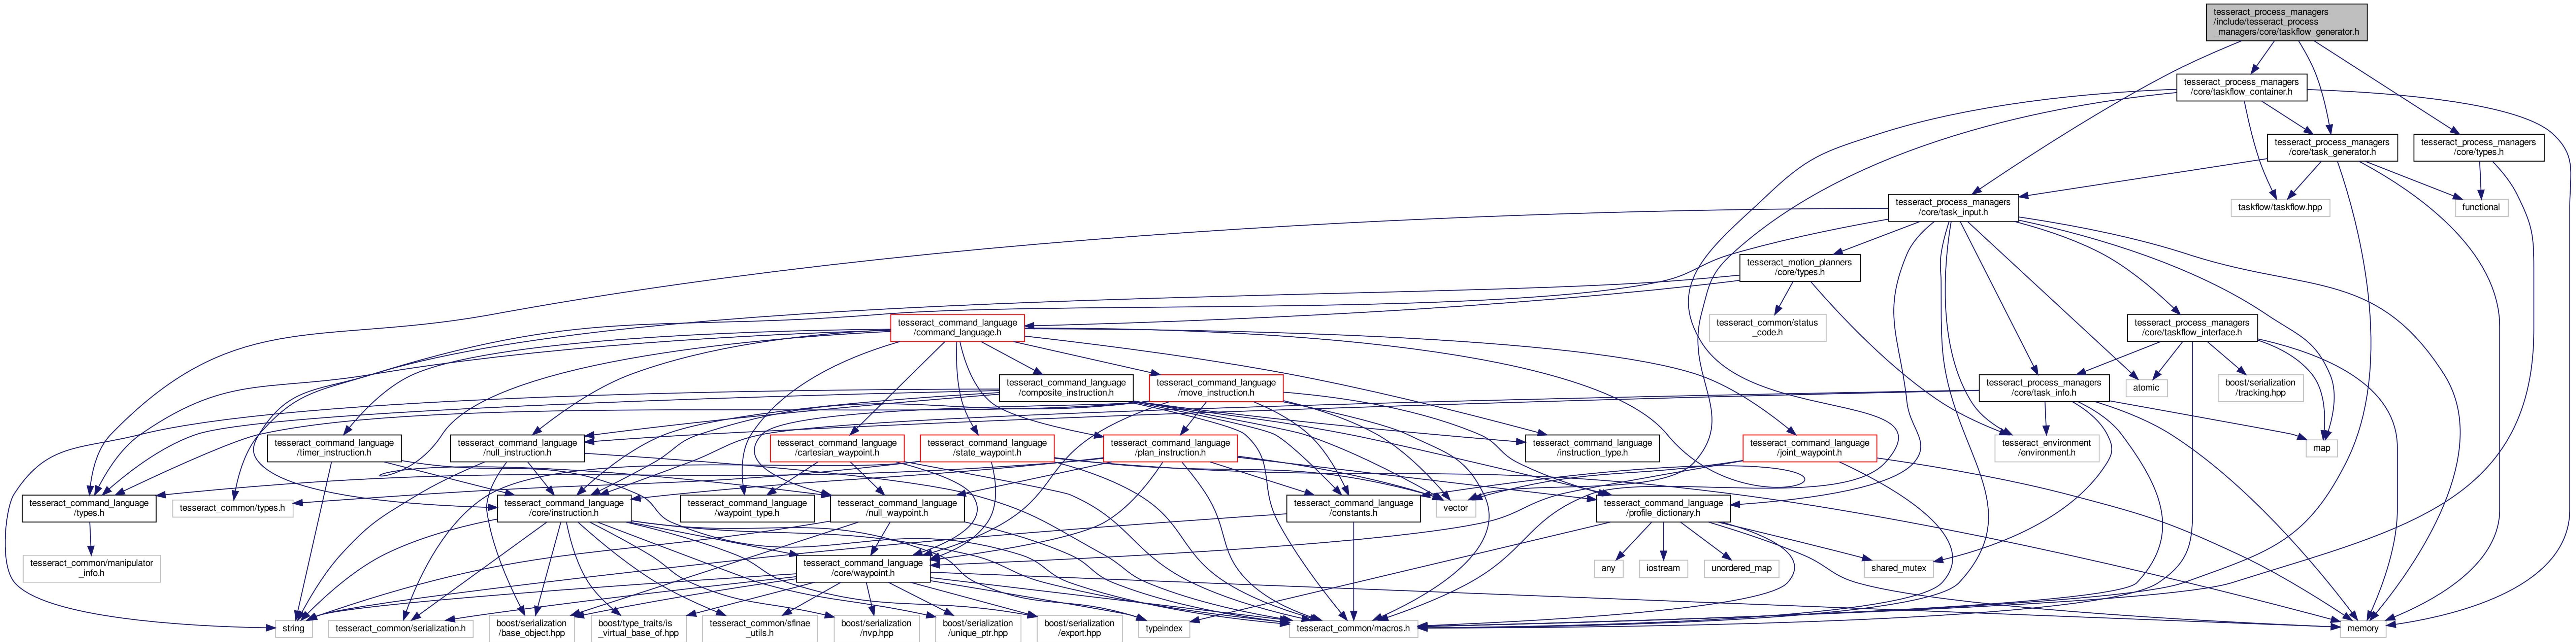 tesseract_process_managers
/include/tesseract_process
_managers/core/taskflow_generator.h
tesseract_process_managers
/core/taskflow_container.h
tesseract_process_managers
/core/task_generator.h
tesseract_process_managers
/core/types.h
tesseract_process_managers
/core/task_input.h
taskflow/taskflow.hpp
functional
tesseract_motion_planners
/core/types.h
tesseract_command_language
/command_language.h
tesseract_common/status
_code.h
tesseract_process_managers
/core/taskflow_interface.h
tesseract_command_language
/composite_instruction.h
tesseract_command_language
/move_instruction.h
tesseract_process_managers
/core/task_info.h
atomic
boost/serialization
/tracking.hpp
tesseract_command_language
/timer_instruction.h
tesseract_command_language
/null_instruction.h
tesseract_command_language
/cartesian_waypoint.h
tesseract_command_language
/state_waypoint.h
tesseract_command_language
/plan_instruction.h
tesseract_command_language
/joint_waypoint.h
tesseract_command_language
/instruction_type.h
tesseract_environment
/environment.h
map
tesseract_command_language
/types.h
tesseract_common/types.h
tesseract_command_language
/core/instruction.h
tesseract_command_language
/waypoint_type.h
tesseract_command_language
/null_waypoint.h
tesseract_command_language
/constants.h
vector
tesseract_command_language
/profile_dictionary.h
tesseract_common/manipulator
_info.h
tesseract_command_language
/core/waypoint.h
any
iostream
unordered_map
shared_mutex
string
tesseract_common/serialization.h
boost/serialization
/base_object.hpp
boost/type_traits/is
_virtual_base_of.hpp
tesseract_common/sfinae
_utils.h
boost/serialization
/nvp.hpp
boost/serialization
/unique_ptr.hpp
boost/serialization
/export.hpp
typeindex
tesseract_common/macros.h
memory